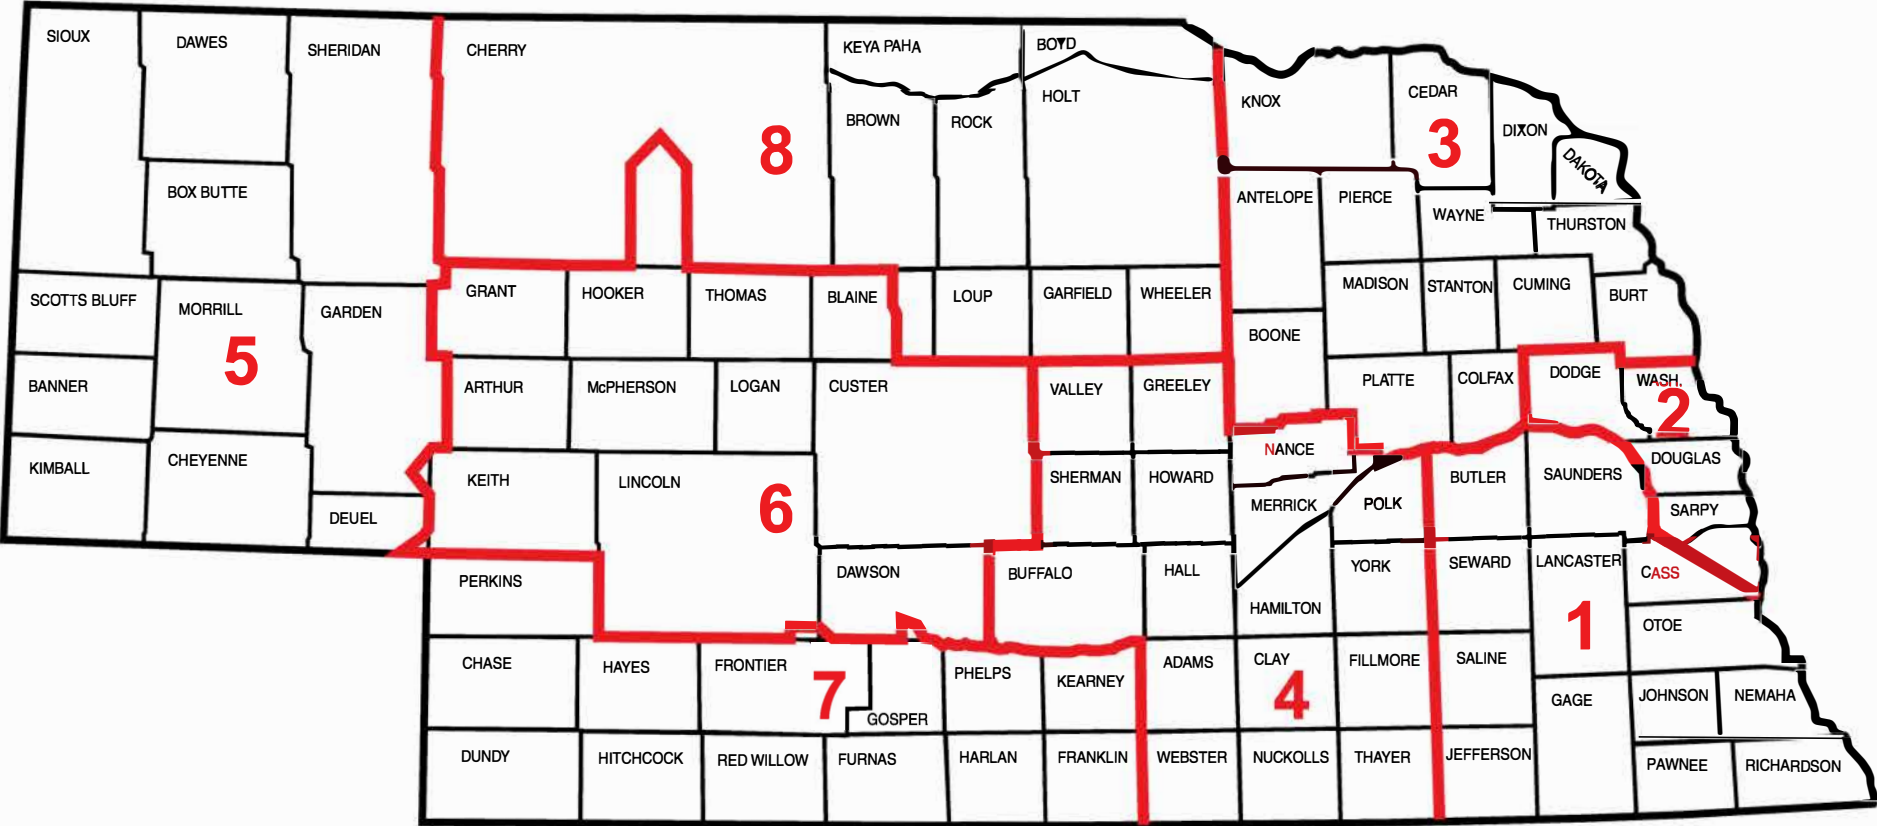 SIOUX
DAWES
SHERIDAN
CHERRY
KEYA PAHA
BOYD
KNOX
CEDAR
3
DIXON
DAKOTA
HOLT
BROWN
ROCK
8
BOX BUTTE
ANTELOPE
PIERCE
WAYNE
THURSTON
SCOTTS BLUFF
MORRILL
GARDEN
GRANT
HOOKER
THOMAS
BLAINE
LOUP
GARFIELD
WHEELER
MADISON
STANTON
CUMING
BURT
BOONE
5
BANNER
ARTHUR
McPHERSON
LOGAN
CUSTER
VALLEY
GREELEY
PLATTE
COLFAX
DODGE
WASH.
2
KIMBALL
CHEYENNE
DEUEL
KEITH
LINCOLN
6
SHERMAN
HOWARD
NANCE
MERRICK
POLK
BUTLER
SAUNDERS
DOUGLAS
SARPY
PERKINS
DAWSON
BUFFALO
HALL
HAMILTON
YORK
SEWARD
LANCASTER
CASS
1
OTOE
CHASE
HAYES
FRONTIER
7
GOSPER
PHELPS
KEARNEY
ADAMS
CLAY
4
FILLMORE
SALINE
GAGE
JOHNSON
NEMAHA
DUNDY
HITCHCOCK
RED WILLOW
FURNAS
HARLAN
FRANKLIN
WEBSTER
NUCKOLLS
THAYER
JEFFERSON
PAWNEE
RICHARDSON